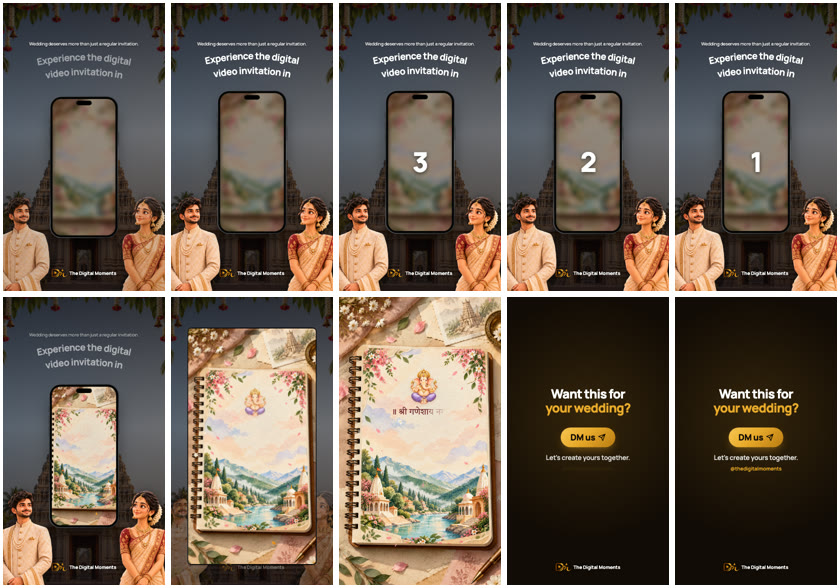 Wedding deserves more than just a regular invitation.
Experience the digital
video invitation in
The Digital Moments
Wedding deserves more than just a regular invitation.
Experience the digital
video invitation in
The Digital Moments
Wedding deserves more than just a regular invitation.
Experience the digital
video invitation in
3
The Digital Moments
Wedding deserves more than just a regular invitation.
Experience the digital
video invitation in
2
The Digital Moments
Wedding deserves more than just a regular invitation.
Experience the digital
video invitation in
1
The Digital Moments
Wedding deserves more than just a regular invitation.
Experience the digital
video invitation in
The Digital Moments
The Digital Moments
॥ श्री गणेशाय
Want this for
your wedding?
DM us
Let's create yours together.
The Digital Moments
Want this for
your wedding?
DM us
Let's create yours together.
@thedigitalmoments
The Digital Moments